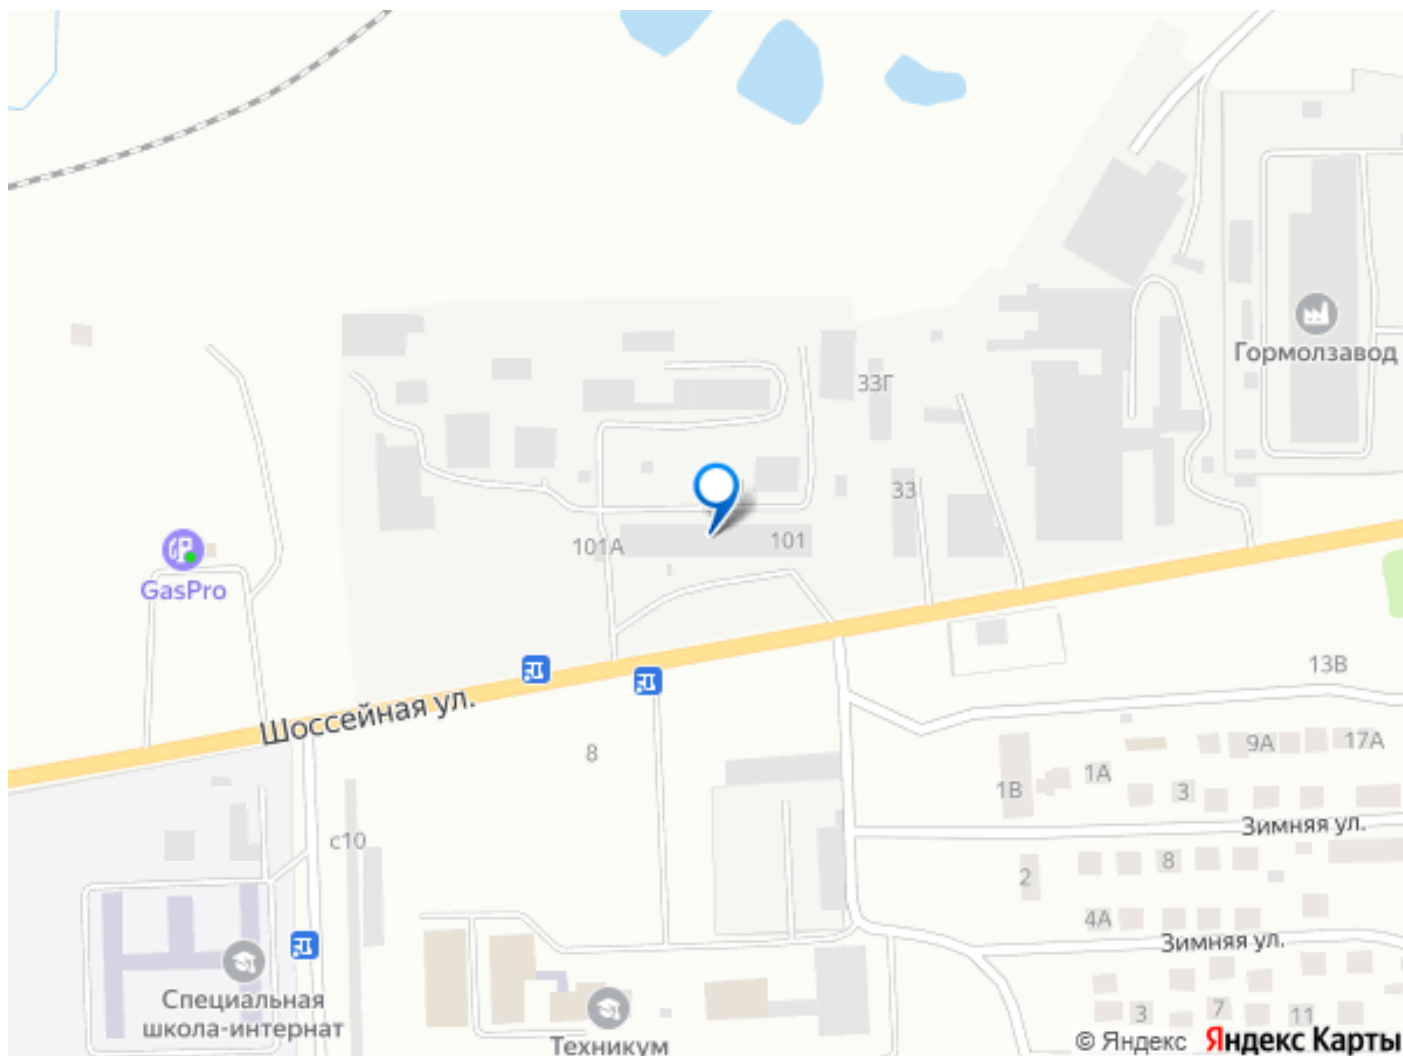 33Г
Гормолзавод
33
101А
101
GasPro
Шоссейная ул.
13В
8
9А
17А
1А
1В
3
Зимняя ул.
с10
8
2
4А
Зимняя ул.
Специальная
школа-интернат
Техникум
3
7
11
© Яндекс Яндекс Карты